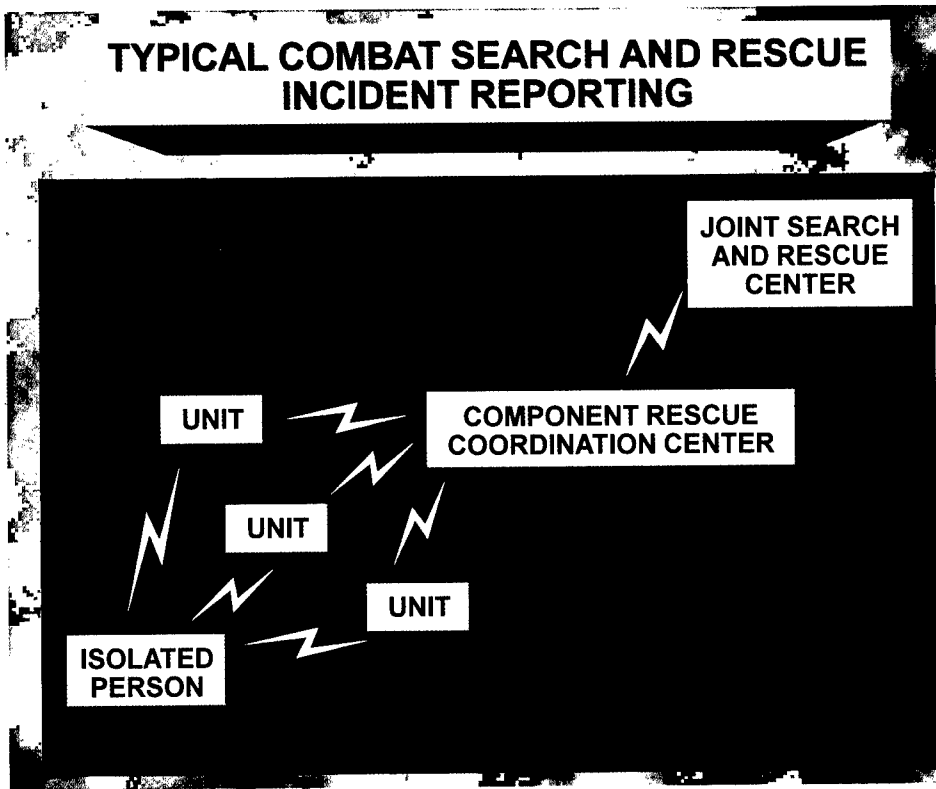 TYPICAL COMBAT SEARCH AND RESCUE
INCIDENT REPORTING
JOINT SEARCH
AND RESCUE
CENTER
UNIT
COMPONENT RESCUE
COORDINATION CENTER
UNIT
UNIT
ISOLATED
PERSON